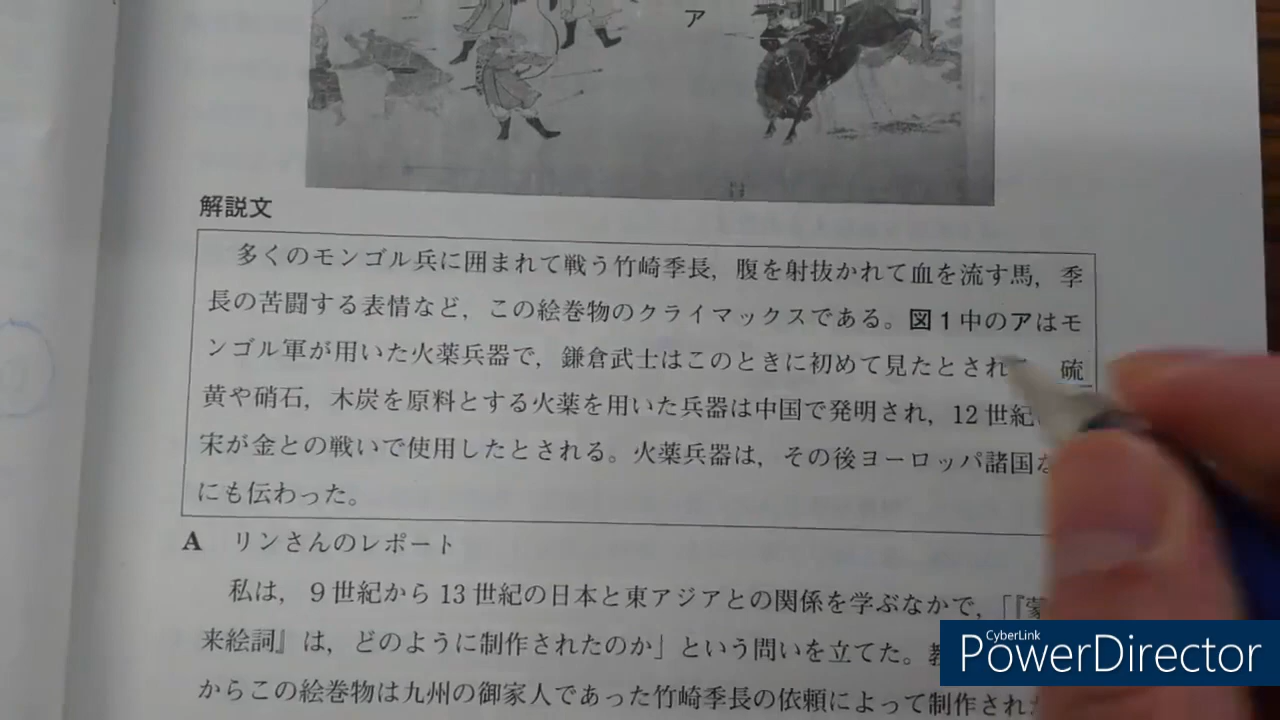 ア
解説文
多くのモンゴル兵に囲まれて戦う竹崎季長，腹を射抜かれて血を流す馬，季
長の苦闘する表情など，この絵巻物のクライマックスである。図1中のアはモ
ンゴル軍が用いた火薬兵器で，鎌倉武士はこのときに初めて見たとされ 硫
黄や硝石，木炭を原料とする火薬を用いた兵器は中国で発明され，12世紀
宋が金との戦いで使用したとされる。火薬兵器は，その後ヨーロッパ諸国な
にも伝わった。
A リンさんのレポート
私は，9世紀から13世紀の日本と東アジアとの関係を学ぶなかで，「『蒙
来絵詞』は，どのように制作されたのか」という問いを立てた。
からこの絵巻物は九州の御家人であった竹崎季長の依頼によって制作され
CyberLink
PowerDirector